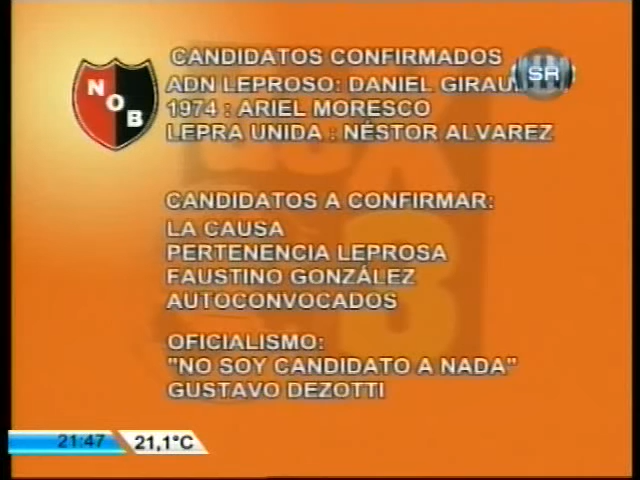 CANDIDATOS CONFIRMADOS
ADN LEPROSO: DANIEL
1974 : ARIEL MORESCO
LEPRA UNIDA : NÉSTOR ALVAREZ
CANDIDATOS A CONFIRMAR:
LA CAUSA
PERTENENCIA LEPROSA
FAUSTINO GONZÁLEZ
AUTOCONVOCADOS
OFICIALISMO:
"NO SOY CANDIDATO A NADA"
GUSTAVO DEZOTTI
NOB
SR
21:47 21,1°C